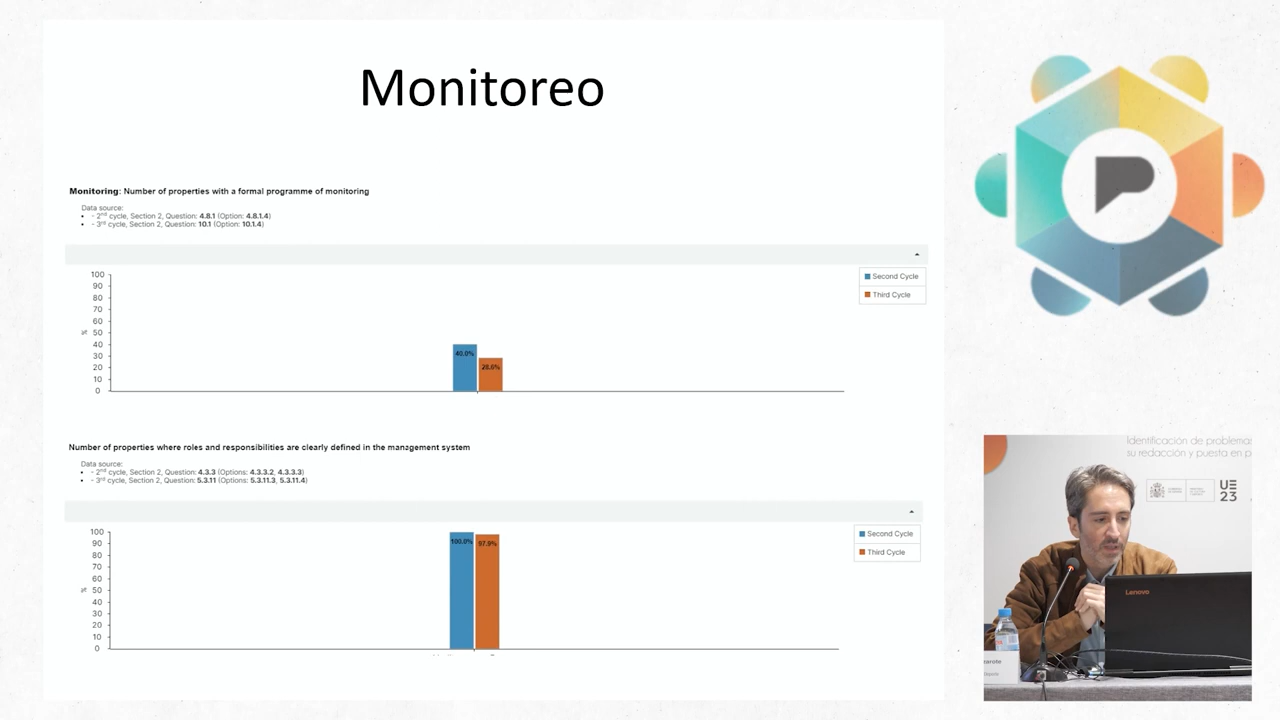 Monitoreo
Monitoring: Number of properties with a formal programme of monitoring
Data source:
- 2nd cycle, Section 2, Question: 4.8.1 (Option: 4.8.1.4)
- 3rd cycle, Section 2, Question: 10.1 (Option: 10.1.4)
100
90
80
70
60
50
40
30
20
10
0
%
40.0%
28.6%
Second Cycle
Third Cycle
Number of properties where roles and responsibilities are clearly defined in the management system
Data source:
- 2nd cycle, Section 2, Question: 4.3.3 (Options: 4.3.3.2, 4.3.3.3)
- 3rd cycle, Section 2, Question: 5.3.11 (Options: 5.3.11.3, 5.3.11.4)
100
90
80
70
60
50
40
30
20
10
0
%
100.0%
97.9%
Second Cycle
Third Cycle
Identificación de problemas
su redacción y puesta en p
UE
23
Lenovo
zarote